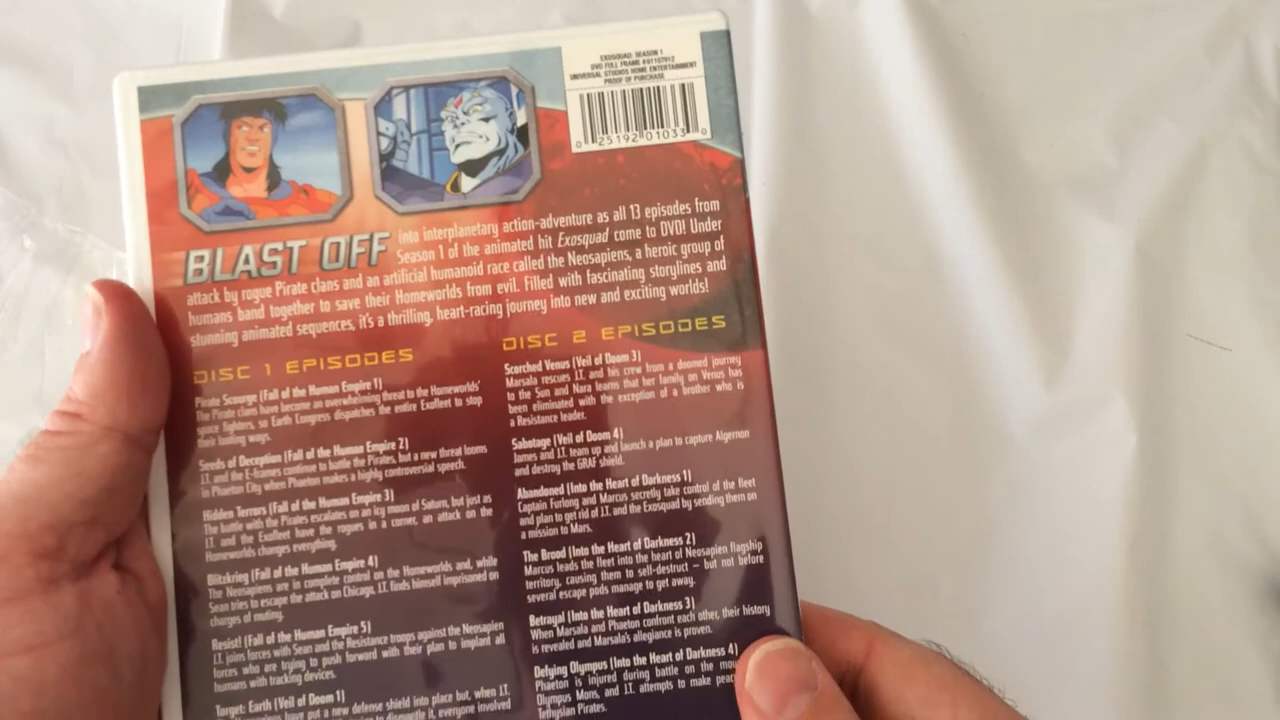 EXOSQUAD: SEASON 1
DVD FULL FRAME #61107912
UNIVERSAL STUDIOS HOME ENTERTAINMENT
PROOF OF PURCHASE
0 25192 01033 0
BLAST OFF into interplanetary action-adventure as all 13 episodes from
Season 1 of the animated hit Exosquad come to DVD! Under
attack by rogue Pirate clans and an artificial humanoid race called the Neosapiens, a heroic group of
humans band together to save their Homeworlds from evil. Filled with fascinating storylines and
stunning animated sequences, it's a thrilling, heart-racing journey into new and exciting worlds!
DISC 1 EPISODES
Pirate Scourge (Fall of the Human Empire 1)
The Pirate clans have become an overwhelming threat to the Homeworlds'
space fighters, so Earth Congress dispatches the entire Exofleet to stop
their looting ways.
Seeds of Deception (Fall of the Human Empire 2)
J.T. and the E-frames continue to battle the Pirates, but a new threat looms
in Phaeton City when Phaeton makes a highly controversial speech.
Hidden Terrors (Fall of the Human Empire 3)
The battle with the Pirates escalates on an icy moon of Saturn, but just as
J.T. and the Exofleet have the rogues in a corner, an attack on the
Homeworlds changes everything.
Blitzkrieg (Fall of the Human Empire 4)
The Neosapiens are in complete control on the Homeworlds and, while
Sean tries to escape the attack on Chicago, J.T. finds himself imprisoned on
charges of mutiny.
Resist! (Fall of the Human Empire 5)
J.T. joins forces with Sean and the Resistance troops against the Neosapien
forces who are trying to push forward with their plan to implant all
humans with tracking devices.
Target: Earth (Veil of Doom 1)
have put a new defense shield into place but, when J.T.
to dismantle it, everyone involved
DISC 2 EPISODES
Scorched Venus (Veil of Doom 3)
Marsala rescues J.T. and his crew from a doomed journey
to the Sun and Nara learns that her family on Venus has
been eliminated with the exception of a brother who is
a Resistance leader.
Sabotage (Veil of Doom 4)
James and J.T. team up and launch a plan to capture Algernon
and destroy the GRAF shield.
Abandoned (Into the Heart of Darkness 1)
Captain Furlong and Marcus secretly take control of the fleet
and plan to get rid of J.T. and the Exosquad by sending them on
a mission to Mars.
The Brood (Into the Heart of Darkness 2)
Marcus leads the fleet into the heart of Neosapien flagship
territory, causing them to self-destruct – but not before
several escape pods manage to get away.
Betrayal (Into the Heart of Darkness 3)
When Marsala and Phaeton confront each other, their history
is revealed and Marsala's allegiance is proven.
Defying Olympus (Into the Heart of Darkness 4)
Phaeton is injured during battle on the
Olympus Mons, and J.T. attempts to make
Tethysian Pirates.